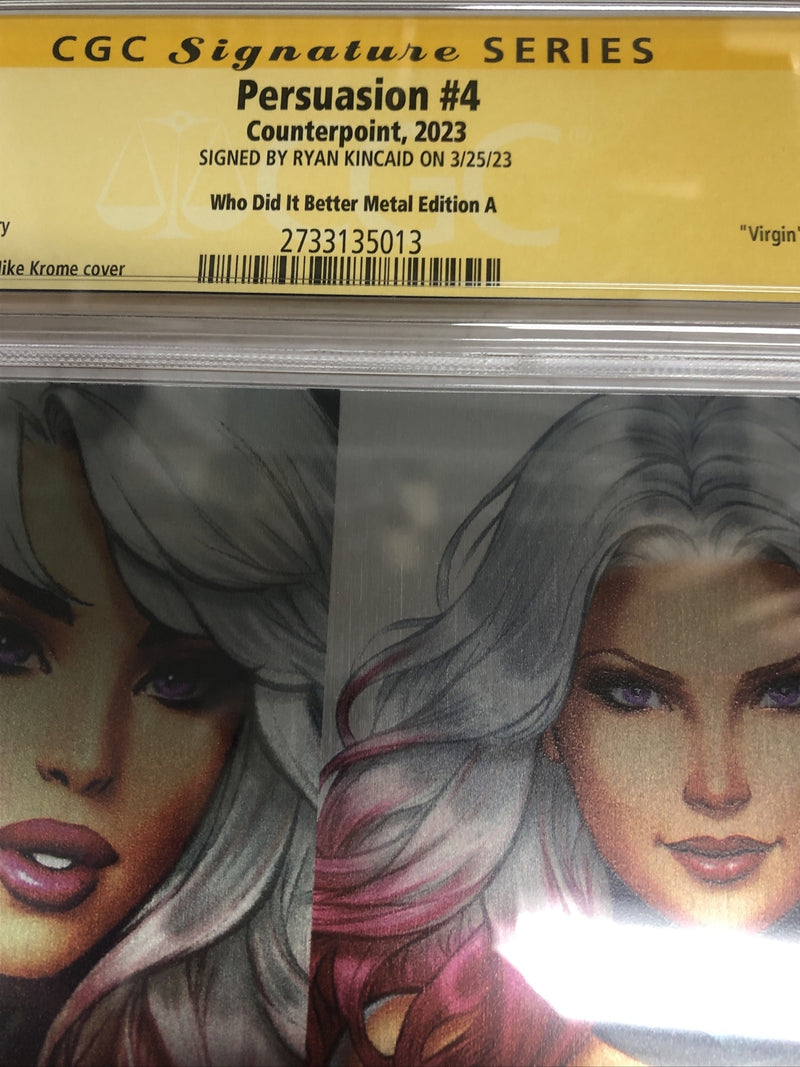 CGC Signature SERIES
Persuasion #4
Counterpoint, 2023
SIGNED BY RYAN KINCAID ON 3/25/23
Who Did It Better Metal Edition A
"Virgin"
2733135013
Krome cover
CGC